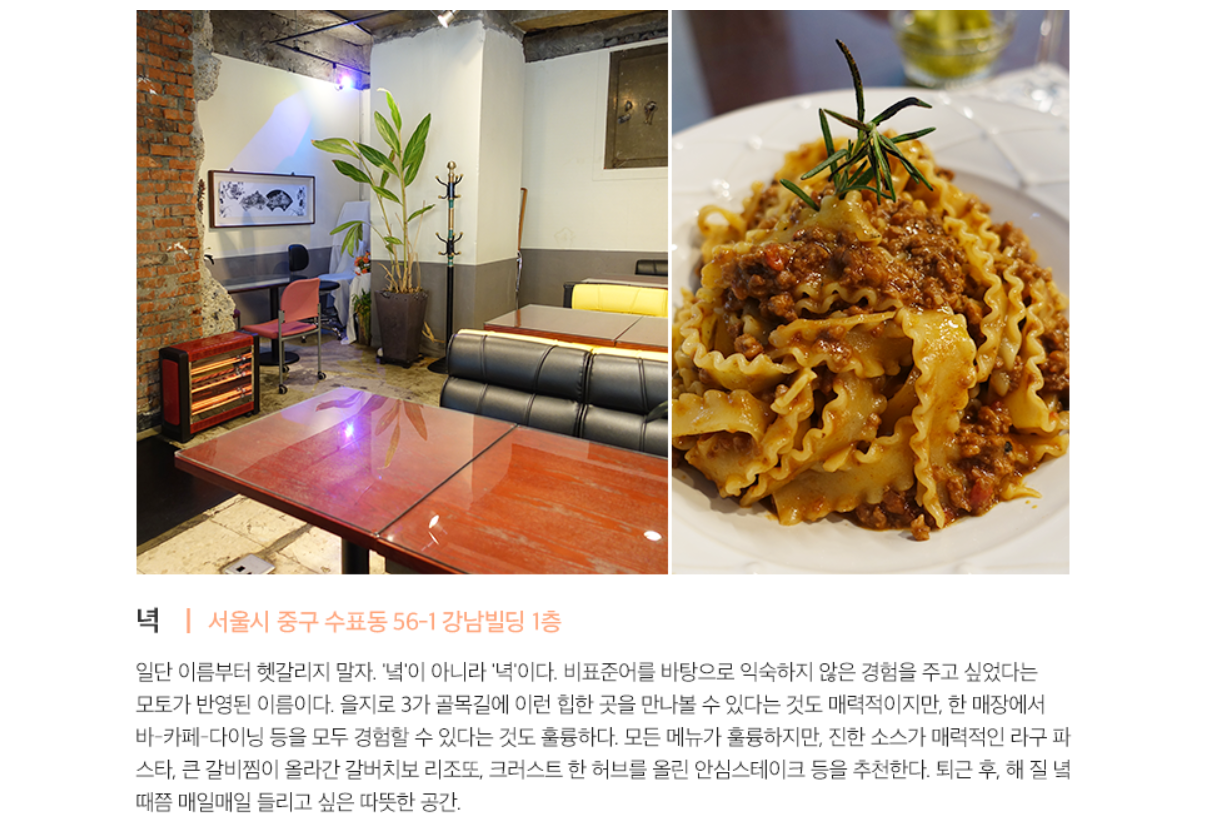 녘 | 서울시 중구 수표동 56-1 강남빌딩 1층
일단 이름부터 헷갈리지 말자. '녘'이 아니라 '녁'이다. 비표준어를 바탕으로 익숙하지 않은 경험을 주고 싶었다는
모토가 반영된 이름이다. 을지로 3가 골목길에 이런 힙한 곳을 만나볼 수 있다는 것도 매력적이지만, 한 매장에서
바-카페-다이닝 등을 모두 경험할 수 있다는 것도 훌륭하다. 모든 메뉴가 훌륭하지만, 진한 소스가 매력적인 라구 파
스타, 큰 갈비찜이 올라간 갈버치보 리조또, 크러스트 한 허브를 올린 안심스테이크 등을 추천한다. 퇴근 후, 해 질 녘
때쯤 매일매일 들리고 싶은 따뜻한 공간.